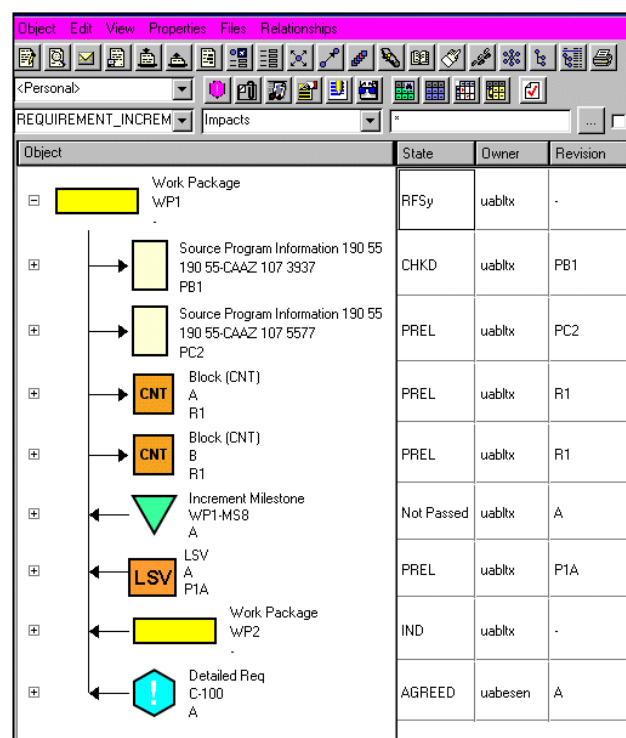 Object Edit View Properties Files Relationships
<Personal>
REQUIREMENT_INCREM Impacts *
...
Object State Owner Revision
Work Package
WP1 RFSy uabltx -
-
Source Program Information 190 55
190 55-CAAZ 107 3937 CHKD uabltx PB1
PB1
Source Program Information 190 55
190 55-CAAZ 107 5577 PREL uabltx PC2
PC2
Block (CNT)
CNT A PREL uabltx R1
R1
Block (CNT)
CNT B PREL uabltx R1
R1
Increment Milestone
WP1-MS8 Not Passed uabltx A
A
LSV
LSV A PREL uabltx P1A
P1A
Work Package
WP2 IND uabltx -
-
Detailed Req
! C-100 AGREED uabesen A
A